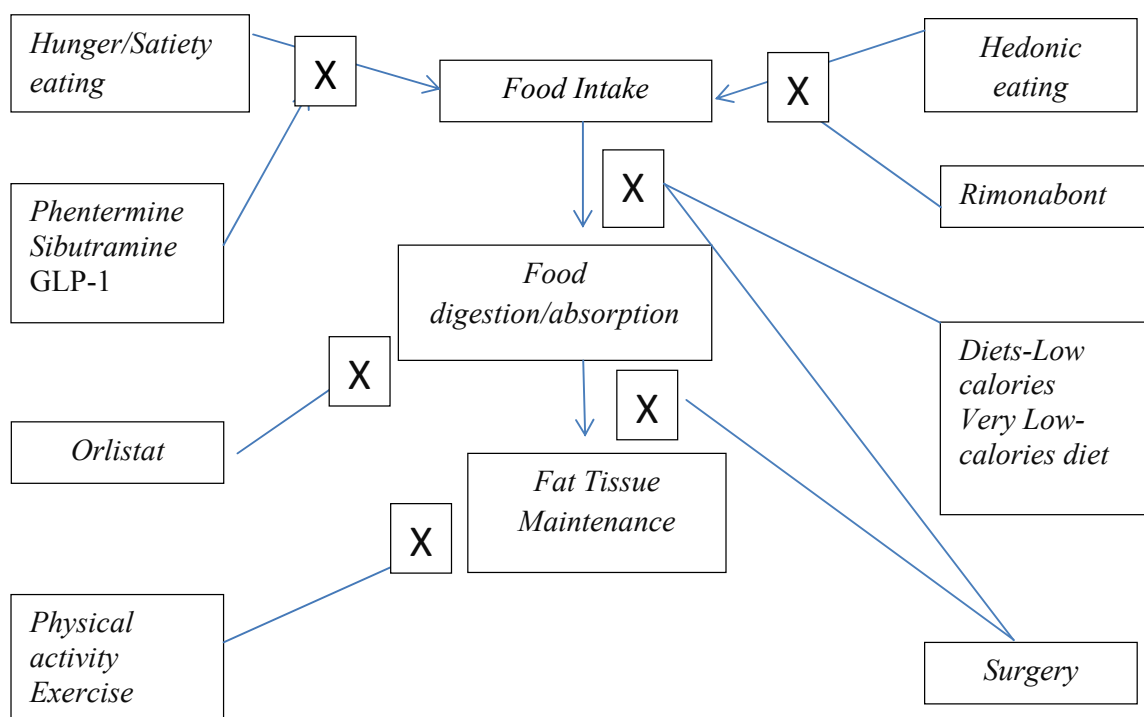 Hunger/Satiety
eating
X
Food Intake
X
Hedonic
eating
Phentermine
Sibutramine
GLP-1
X
Rimonabont
Food
digestion/absorption
X
X
Diets-Low
calories
Very Low-
calories diet
Orlistat
Fat Tissue
Maintenance
X
Physical
activity
Exercise
Surgery